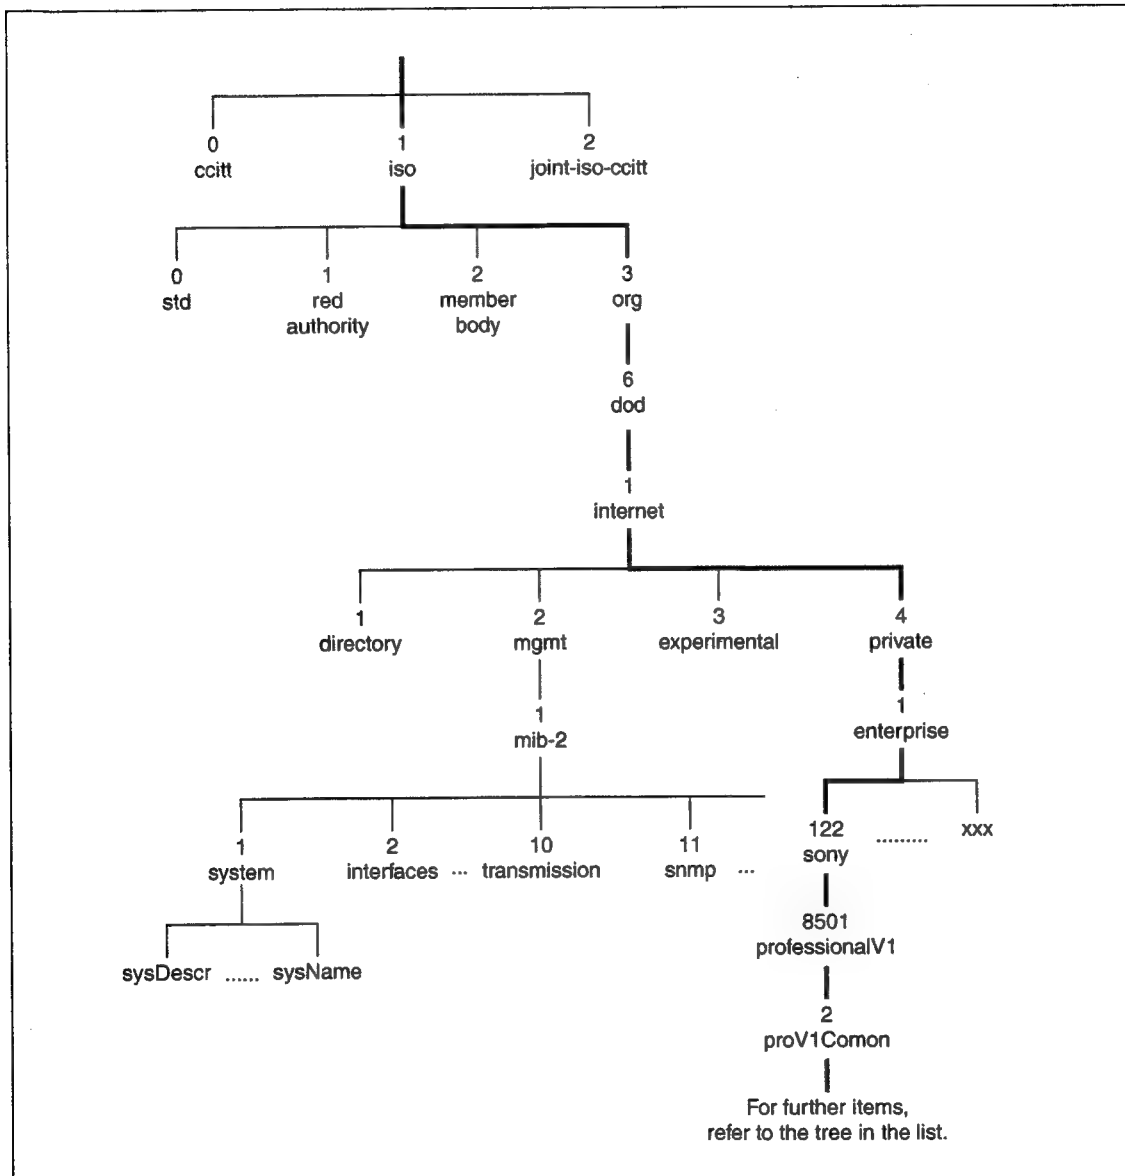 0 1 2
ccitt iso joint-iso-ccitt
0 1 2 3
std red member org
authority body
6
dod
1
internet
1 2 3 4
directory mgmt experimental private
1 1
mib-2 enterprise
122 ......... xxx
sony
1 2 10 11
system interfaces ... transmission snmp ...
8501
professionalV1
sysDescr ...... sysName
2
proV1Comon
For further items,
refer to the tree in the list.